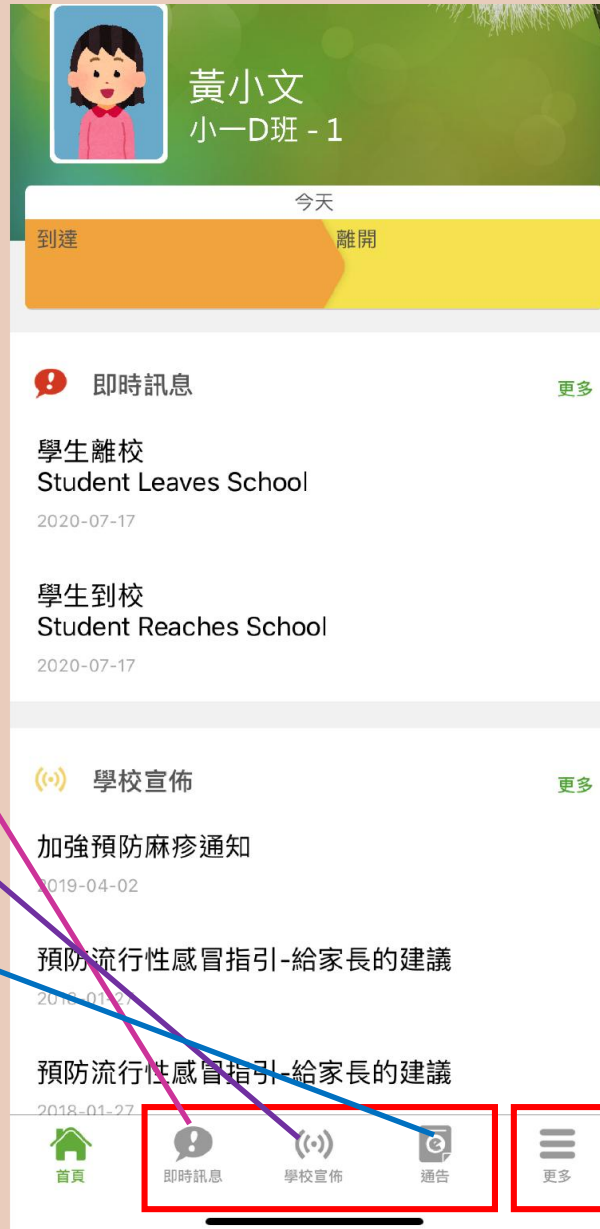 黃小文
小一D班 - 1
今天
到達
離開
即時訊息
更多
學生離校
Student Leaves School
2020-07-17
學生到校
Student Reaches School
2020-07-17
學校宣佈
更多
加強預防麻疹通知
2019-04-02
預防流行性感冒指引-給家長的建議
2018-01-27
預防流行性感冒指引-給家長的建議
2018-01-27
首頁
即時訊息
學校宣佈
通告
更多